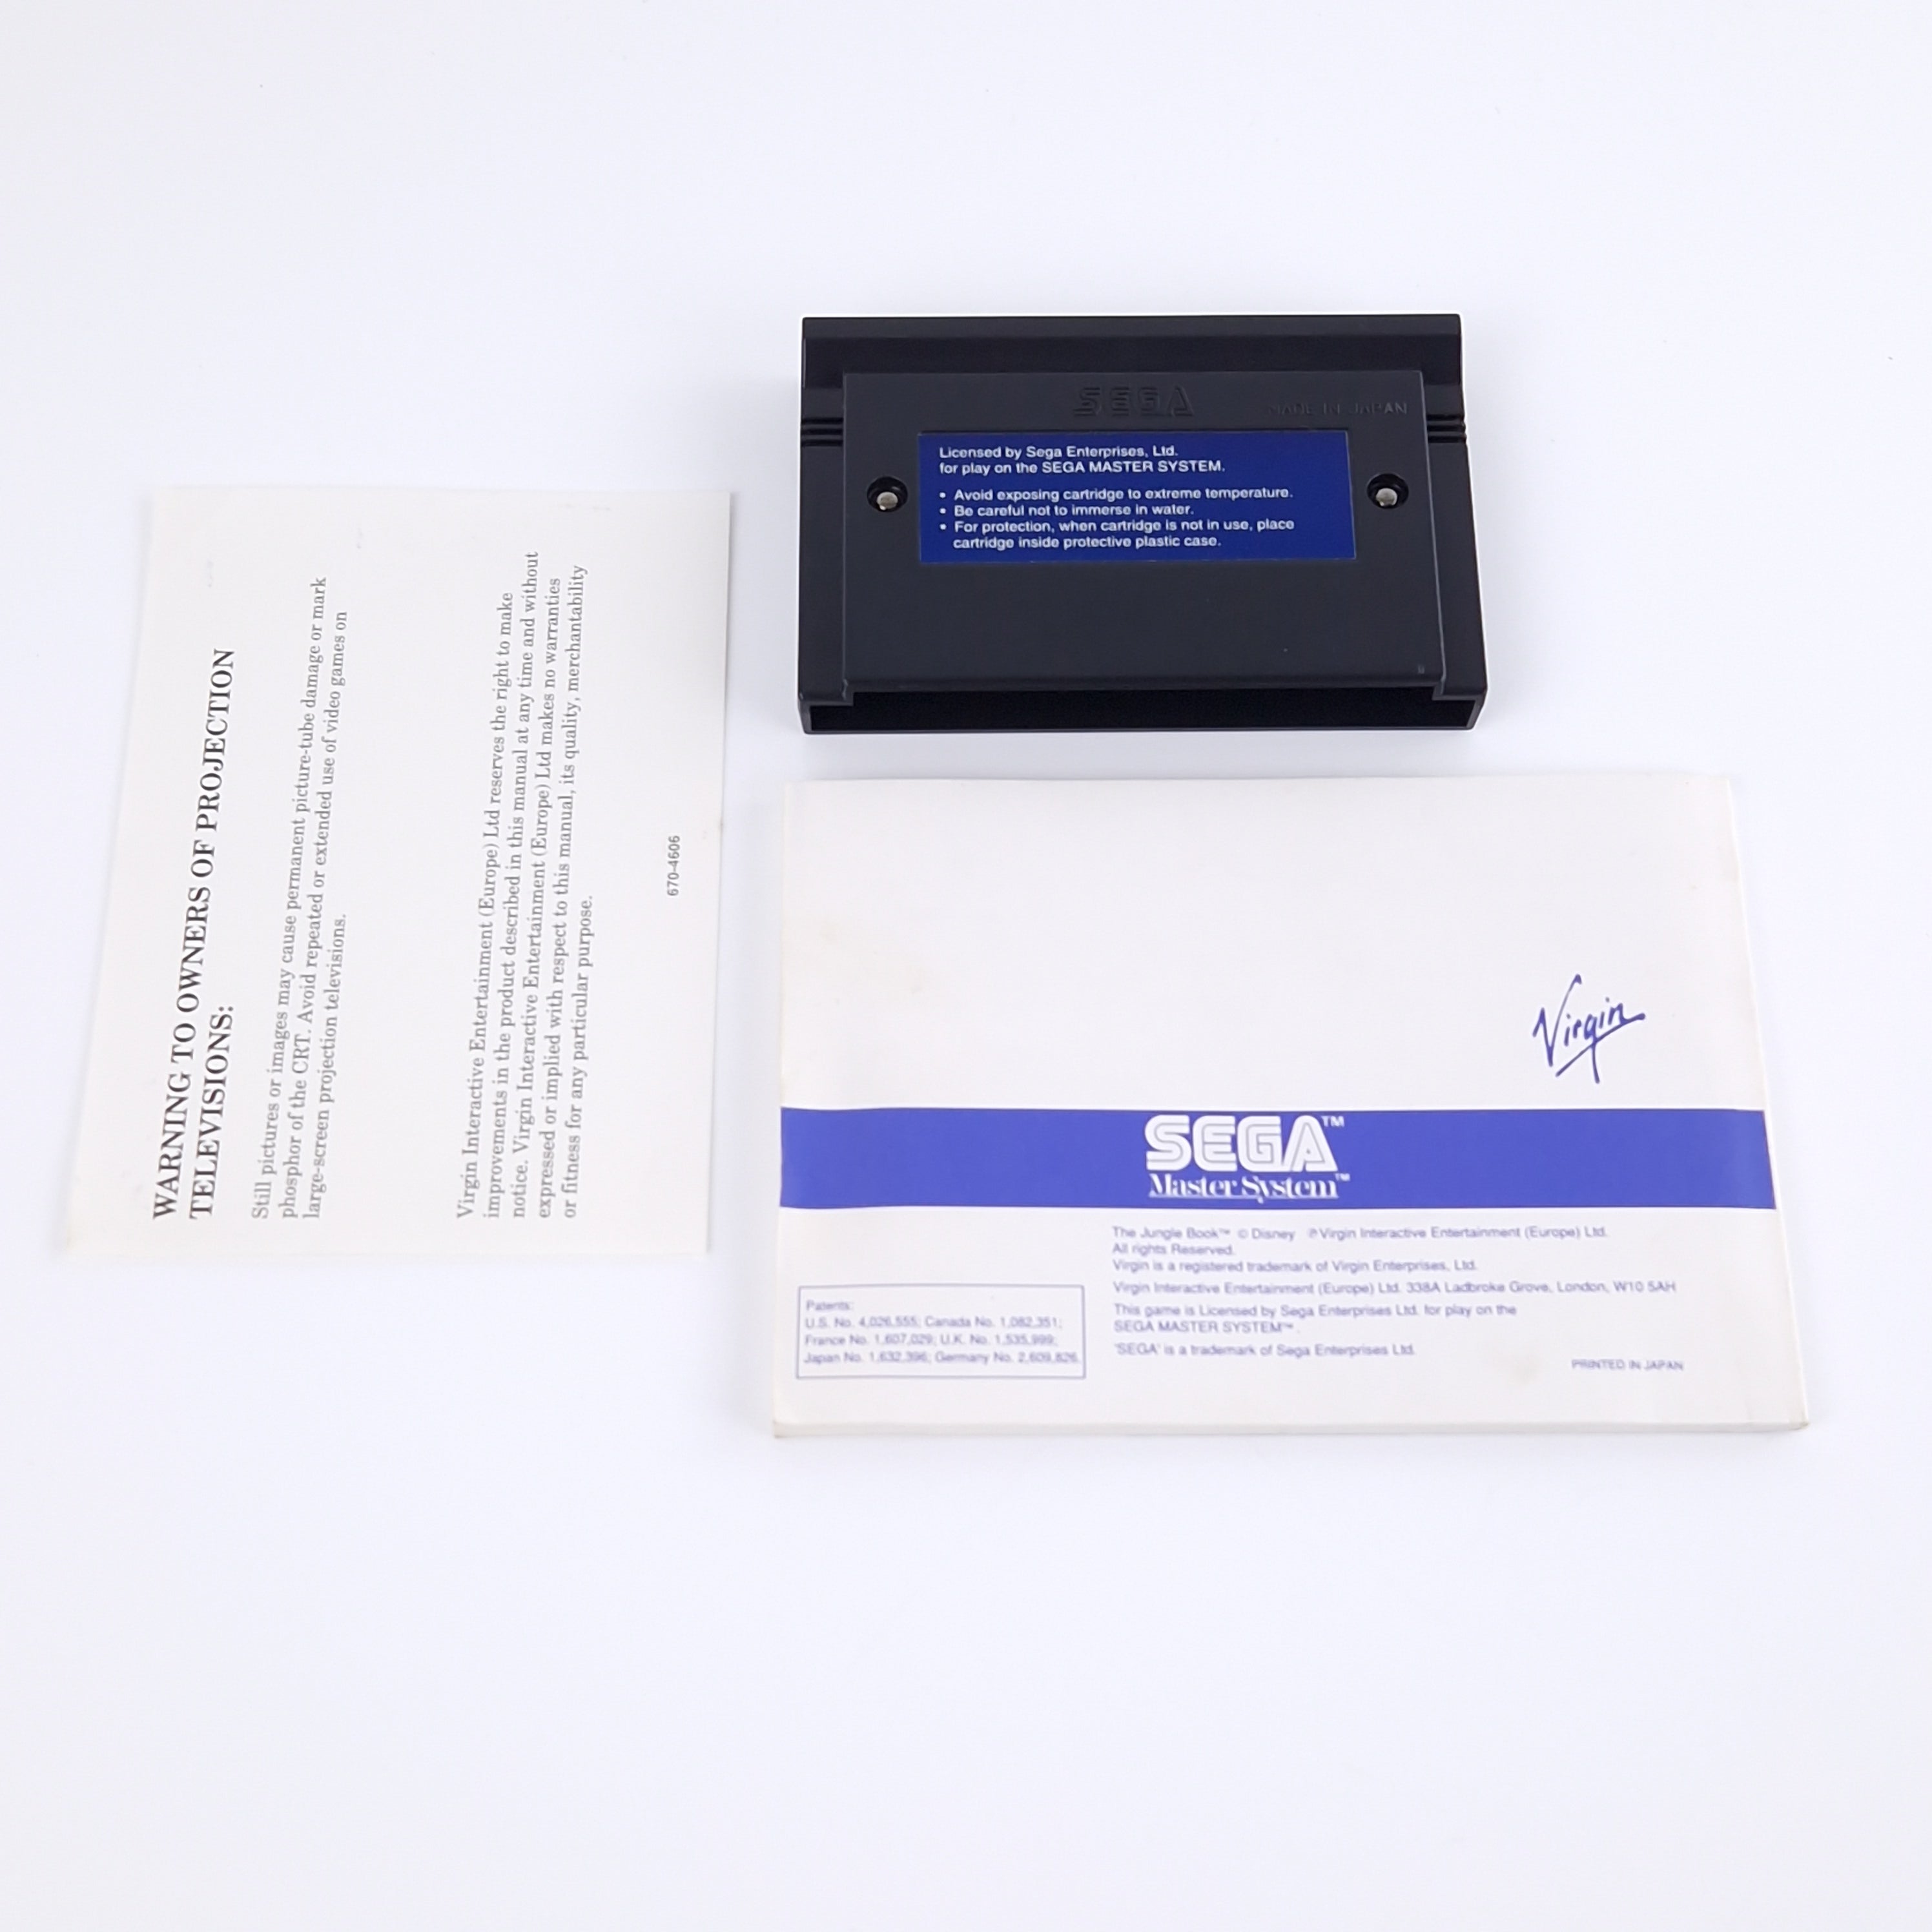 SEGA
MADE IN JAPAN
Licensed by Sega Enterprises, Ltd.
for play on the SEGA MASTER SYSTEM.
• Avoid exposing cartridge to extreme temperature.
• Be careful not to immerse in water.
• For protection, when cartridge is not in use, place
cartridge inside protective plastic case.
WARNING TO OWNERS OF PROJECTION
TELEVISIONS:
Still pictures or images may cause permanent picture-tube damage or mark
phosphor of the CRT. Avoid repeated or extended use of video games on
large-screen projection televisions.
Virgin Interactive Entertainment (Europe) Ltd reserves the right to make
improvements in the product described in this manual at any time and without
notice. Virgin Interactive Entertainment (Europe) Ltd makes no warranties
expressed or implied with respect to this manual, its quality, merchantability
or fitness for any particular purpose.
670-4606
Virgin
SEGA™
Master System™
The Jungle Book™ © Disney ℗ Virgin Interactive Entertainment (Europe) Ltd.
All rights Reserved.
Virgin is a registered trademark of Virgin Enterprises, Ltd.
Virgin Interactive Entertainment (Europe) Ltd. 338A Ladbroke Grove, London, W10 5AH
This game is Licensed by Sega Enterprises Ltd. for play on the
SEGA MASTER SYSTEM™.
'SEGA' is a trademark of Sega Enterprises Ltd.
PRINTED IN JAPAN
Patents:
U.S. No. 4,026,555; Canada No. 1,082,351;
France No. 1,607,029; U.K. No. 1,535,999;
Japan No. 1,632,396; Germany No. 2,609,826